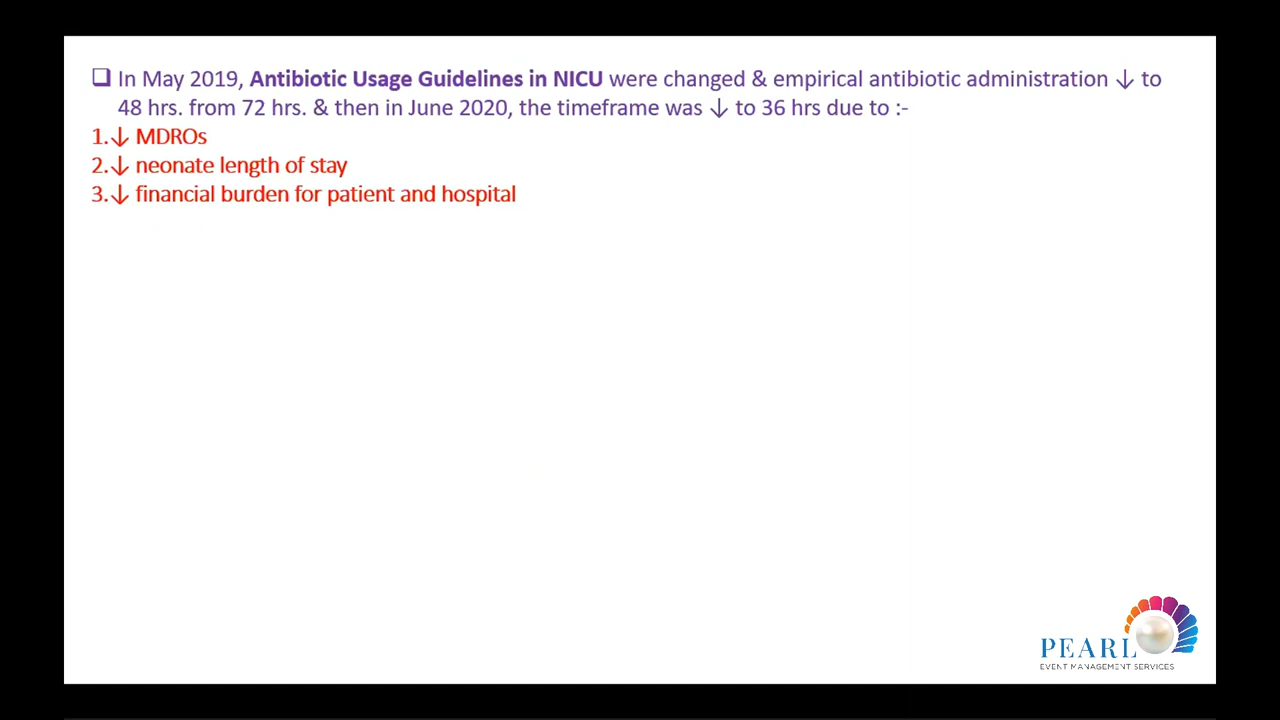 ❑ In May 2019, Antibiotic Usage Guidelines in NICU were changed & empirical antibiotic administration ↓ to
48 hrs. from 72 hrs. & then in June 2020, the timeframe was ↓ to 36 hrs due to :-
1.↓ MDROs
2.↓ neonate length of stay
3.↓ financial burden for patient and hospital
PEARL
EVENT MANAGEMENT SERVICES